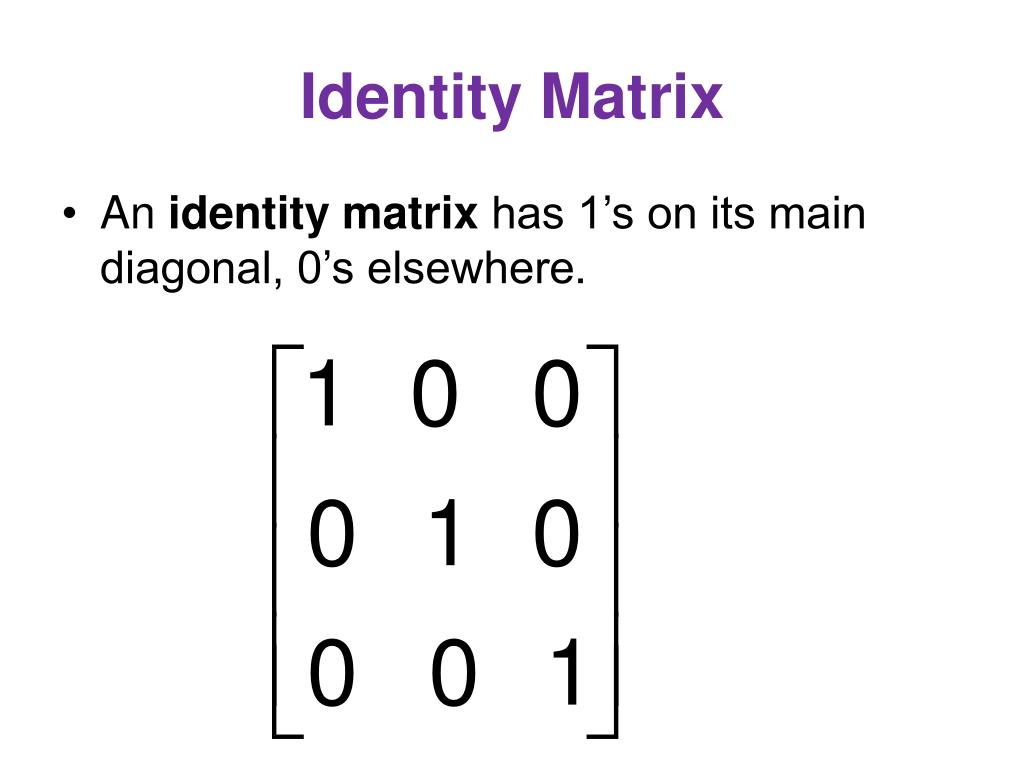 Identity Matrix
• An identity matrix has 1’s on its main
diagonal, 0’s elsewhere.
1 0 0
0 1 0
0 0 1